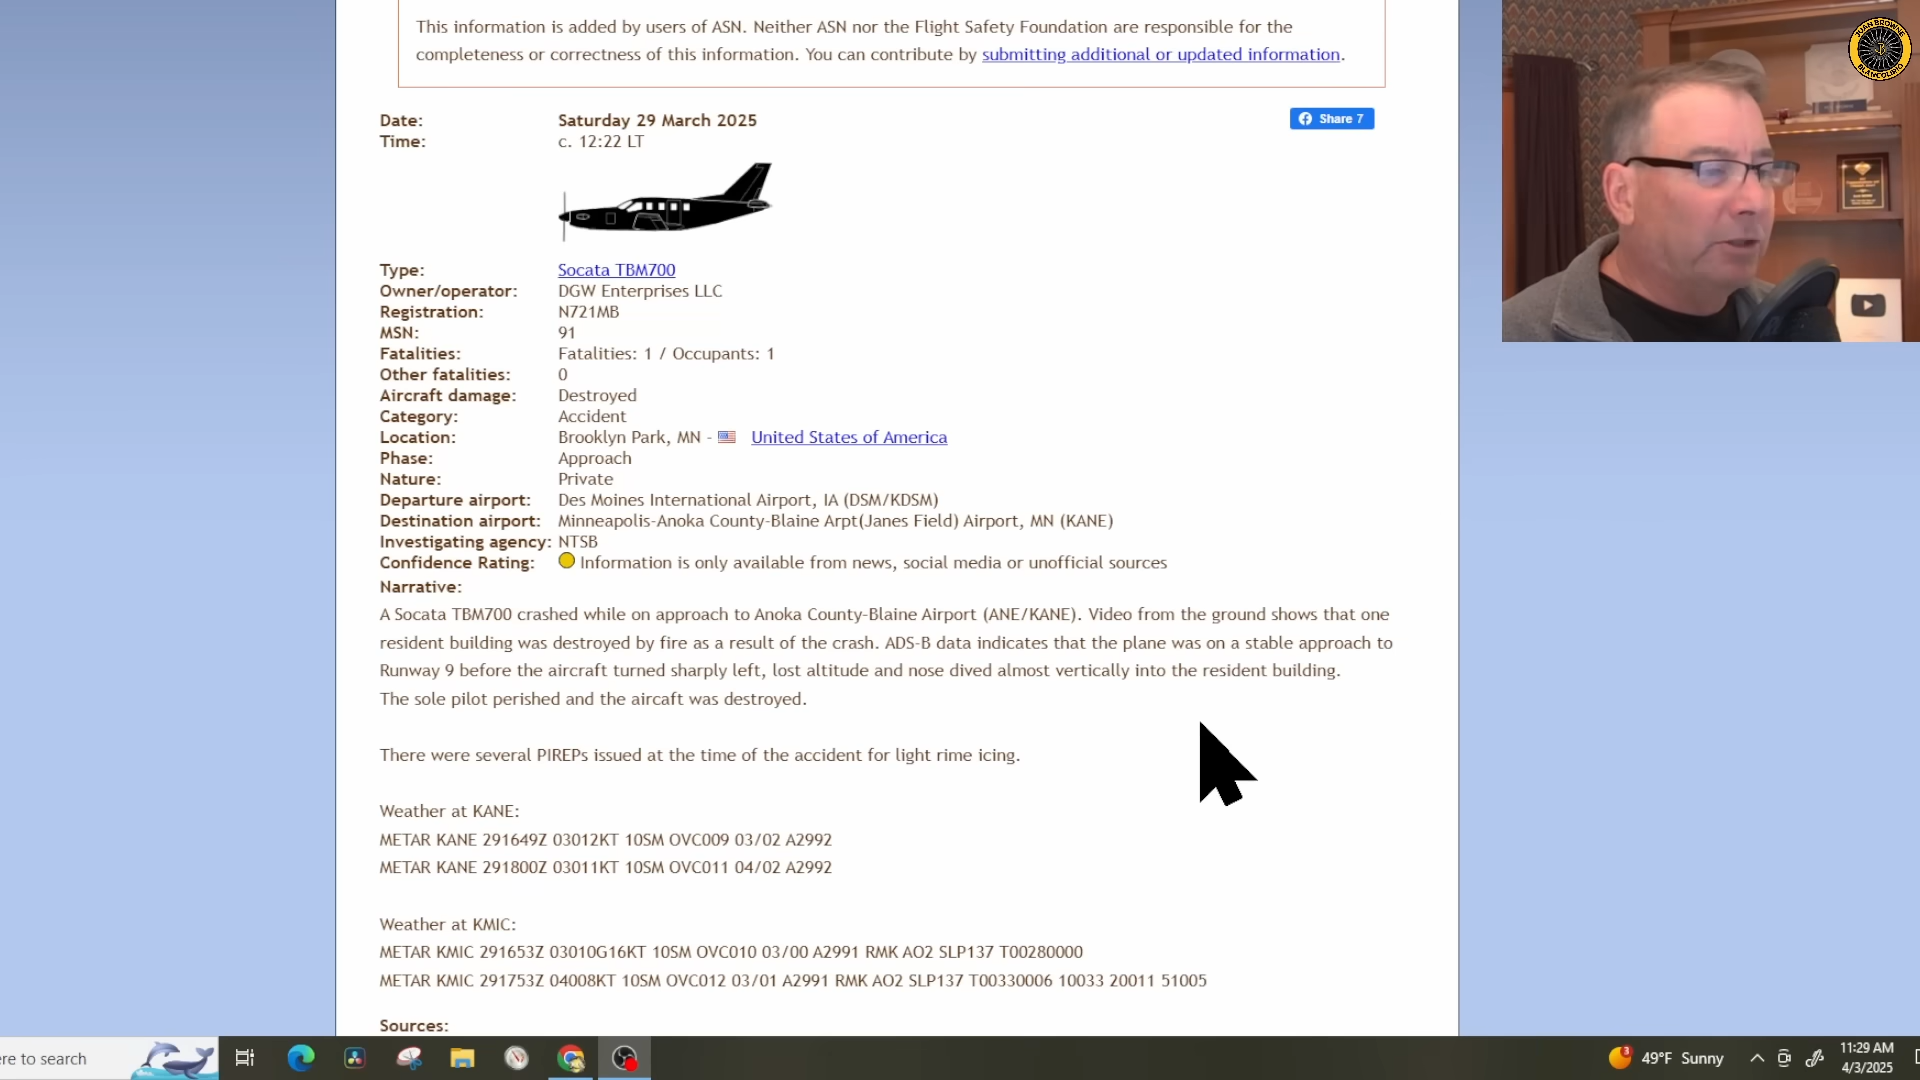 This information is added by users of ASN. Neither ASN nor the Flight Safety Foundation are responsible for the
completeness or correctness of this information. You can contribute by submitting additional or updated information.
Date: Saturday 29 March 2025
Share 7
Time: c. 12:22 LT
Type: Socata TBM700
Owner/operator: DGW Enterprises LLC
Registration: N721MB
MSN: 91
Fatalities: Fatalities: 1 / Occupants: 1
Other fatalities: 0
Aircraft damage: Destroyed
Category: Accident
Location: Brooklyn Park, MN - United States of America
Phase: Approach
Nature: Private
Departure airport: Des Moines International Airport, IA (DSM/KDSM)
Destination airport: Minneapolis-Anoka County-Blaine Arpt(Janes Field) Airport, MN (KANE)
Investigating agency: NTSB
Confidence Rating: Information is only available from news, social media or unofficial sources
Narrative:
A Socata TBM700 crashed while on approach to Anoka County-Blaine Airport (ANE/KANE). Video from the ground shows that one
resident building was destroyed by fire as a result of the crash. ADS-B data indicates that the plane was on a stable approach to
Runway 9 before the aircraft turned sharply left, lost altitude and nose dived almost vertically into the resident building.
The sole pilot perished and the aircaft was destroyed.
There were several PIREPs issued at the time of the accident for light rime icing.
Weather at KANE:
METAR KANE 291649Z 03012KT 10SM OVC009 03/02 A2992
METAR KANE 291800Z 03011KT 10SM OVC011 04/02 A2992
Weather at KMIC:
METAR KMIC 291653Z 03010G16KT 10SM OVC010 03/00 A2991 RMK AO2 SLP137 T00280000
METAR KMIC 291753Z 04008KT 10SM OVC012 03/01 A2991 RMK AO2 SLP137 T00330006 10033 20011 51005
Sources:
JUAN BROWNE
BLANCOLIRIO
ere to search
3
49°F Sunny
11:29 AM
4/3/2025